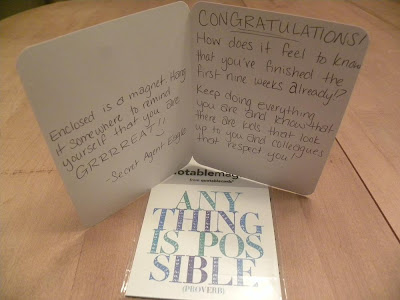 Enclosed is a magnet. Hang
it somewhere to remind
yourself that you are
GRRRREAT!!
-Secret Agent Eagle
CONGRATULATIONS!
How does it feel to know
that you've finished the
first nine weeks already!?
Keep doing everything
you are and know that
there are kids that look
up to you and colleagues
that respect you!
notablemag
ANY
THING
IS POS
SIBLE
(PROVERB)